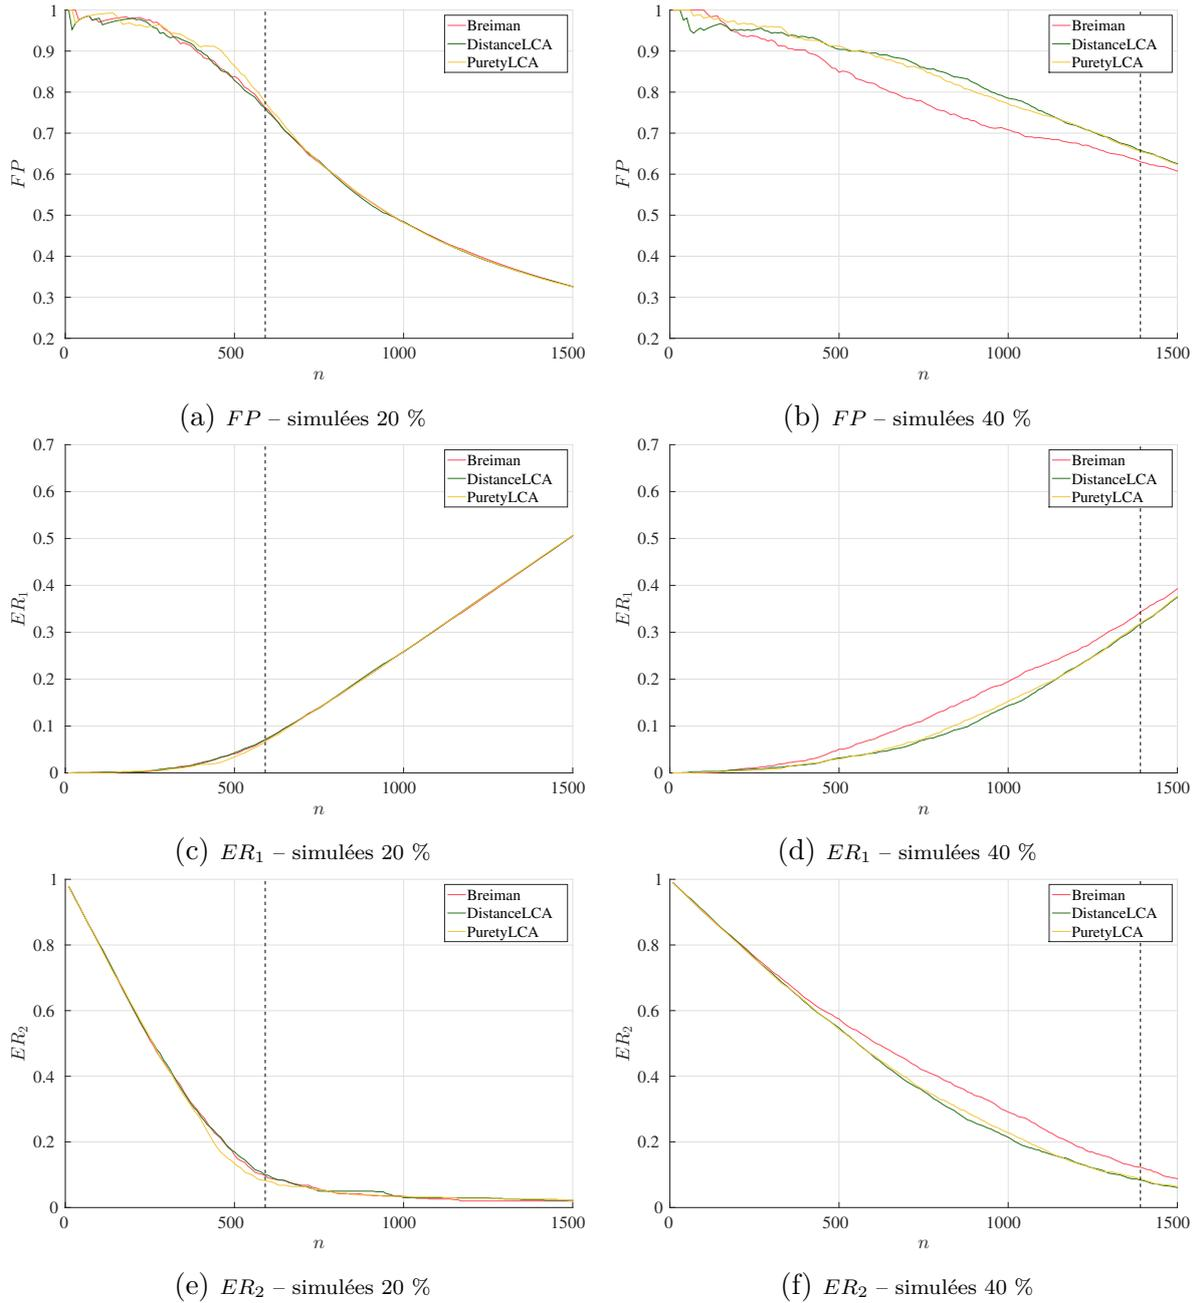 1
0.9
0.8
0.7
0.6
0.5
0.4
0.3
0.2
0 500 1000 1500
FP
n
Breiman
DistanceLCA
PuretyLCA
(a) FP – simulées 20 %
1
0.9
0.8
0.7
0.6
0.5
0.4
0.3
0.2
0 500 1000 1500
FP
n
Breiman
DistanceLCA
PuretyLCA
(b) FP – simulées 40 %
0.7
0.6
0.5
0.4
0.3
0.2
0.1
0
0 500 1000 1500
ER₁
n
Breiman
DistanceLCA
PuretyLCA
(c) ER₁ – simulées 20 %
0.7
0.6
0.5
0.4
0.3
0.2
0.1
0
0 500 1000 1500
ER₁
n
Breiman
DistanceLCA
PuretyLCA
(d) ER₁ – simulées 40 %
1
0.8
0.6
0.4
0.2
0
0 500 1000 1500
ER₂
n
Breiman
DistanceLCA
PuretyLCA
(e) ER₂ – simulées 20 %
1
0.8
0.6
0.4
0.2
0
0 500 1000 1500
ER₂
n
Breiman
DistanceLCA
PuretyLCA
(f) ER₂ – simulées 40 %